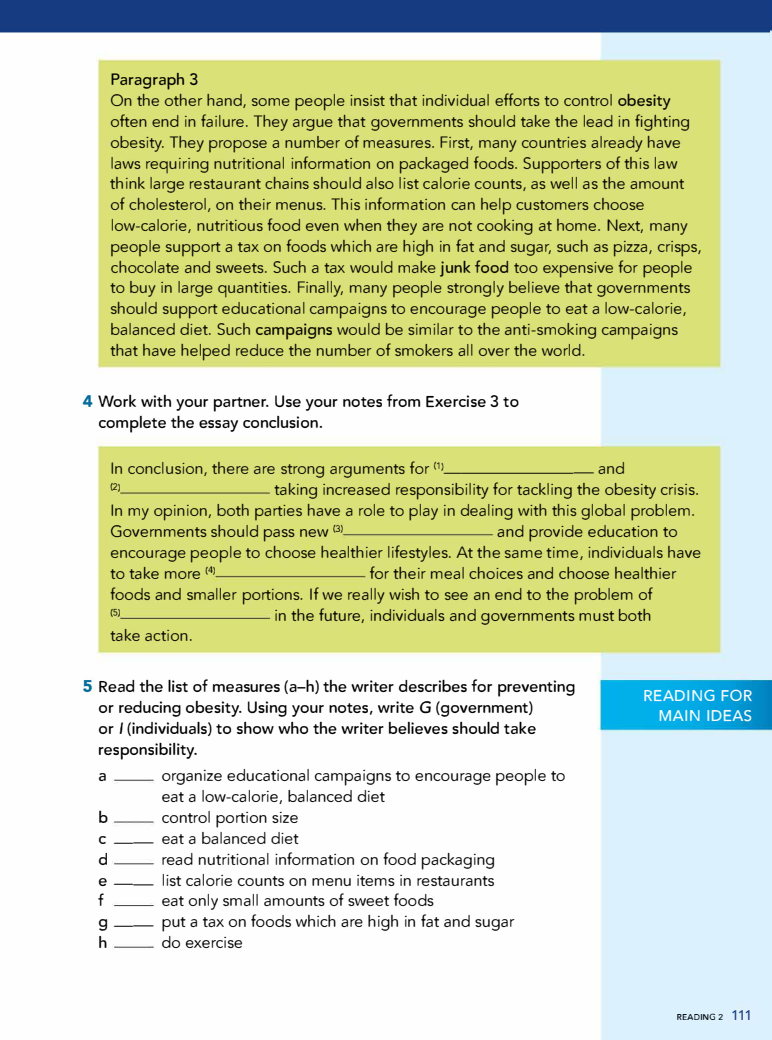 Paragraph 3
On the other hand, some people insist that individual efforts to control obesity
often end in failure. They argue that governments should take the lead in fighting
obesity. They propose a number of measures. First, many countries already have
laws requiring nutritional information on packaged foods. Supporters of this law
think large restaurant chains should also list calorie counts, as well as the amount
of cholesterol, on their menus. This information can help customers choose
low-calorie, nutritious food even when they are not cooking at home. Next, many
people support a tax on foods which are high in fat and sugar, such as pizza, crisps,
chocolate and sweets. Such a tax would make junk food too expensive for people
to buy in large quantities. Finally, many people strongly believe that governments
should support educational campaigns to encourage people to eat a low-calorie,
balanced diet. Such campaigns would be similar to the anti-smoking campaigns
that have helped reduce the number of smokers all over the world.
4 Work with your partner. Use your notes from Exercise 3 to
complete the essay conclusion.
In conclusion, there are strong arguments for (1)____________________ and
(2)____________________ taking increased responsibility for tackling the obesity crisis.
In my opinion, both parties have a role to play in dealing with this global problem.
Governments should pass new (3)____________________ and provide education to
encourage people to choose healthier lifestyles. At the same time, individuals have
to take more (4)____________________ for their meal choices and choose healthier
foods and smaller portions. If we really wish to see an end to the problem of
(5)____________________ in the future, individuals and governments must both
take action.
5 Read the list of measures (a–h) the writer describes for preventing
or reducing obesity. Using your notes, write G (government)
or I (individuals) to show who the writer believes should take
responsibility.
READING FOR
MAIN IDEAS
a _____ organize educational campaigns to encourage people to
eat a low-calorie, balanced diet
b _____ control portion size
c _____ eat a balanced diet
d _____ read nutritional information on food packaging
e _____ list calorie counts on menu items in restaurants
f _____ eat only small amounts of sweet foods
g _____ put a tax on foods which are high in fat and sugar
h _____ do exercise
READING 2 111